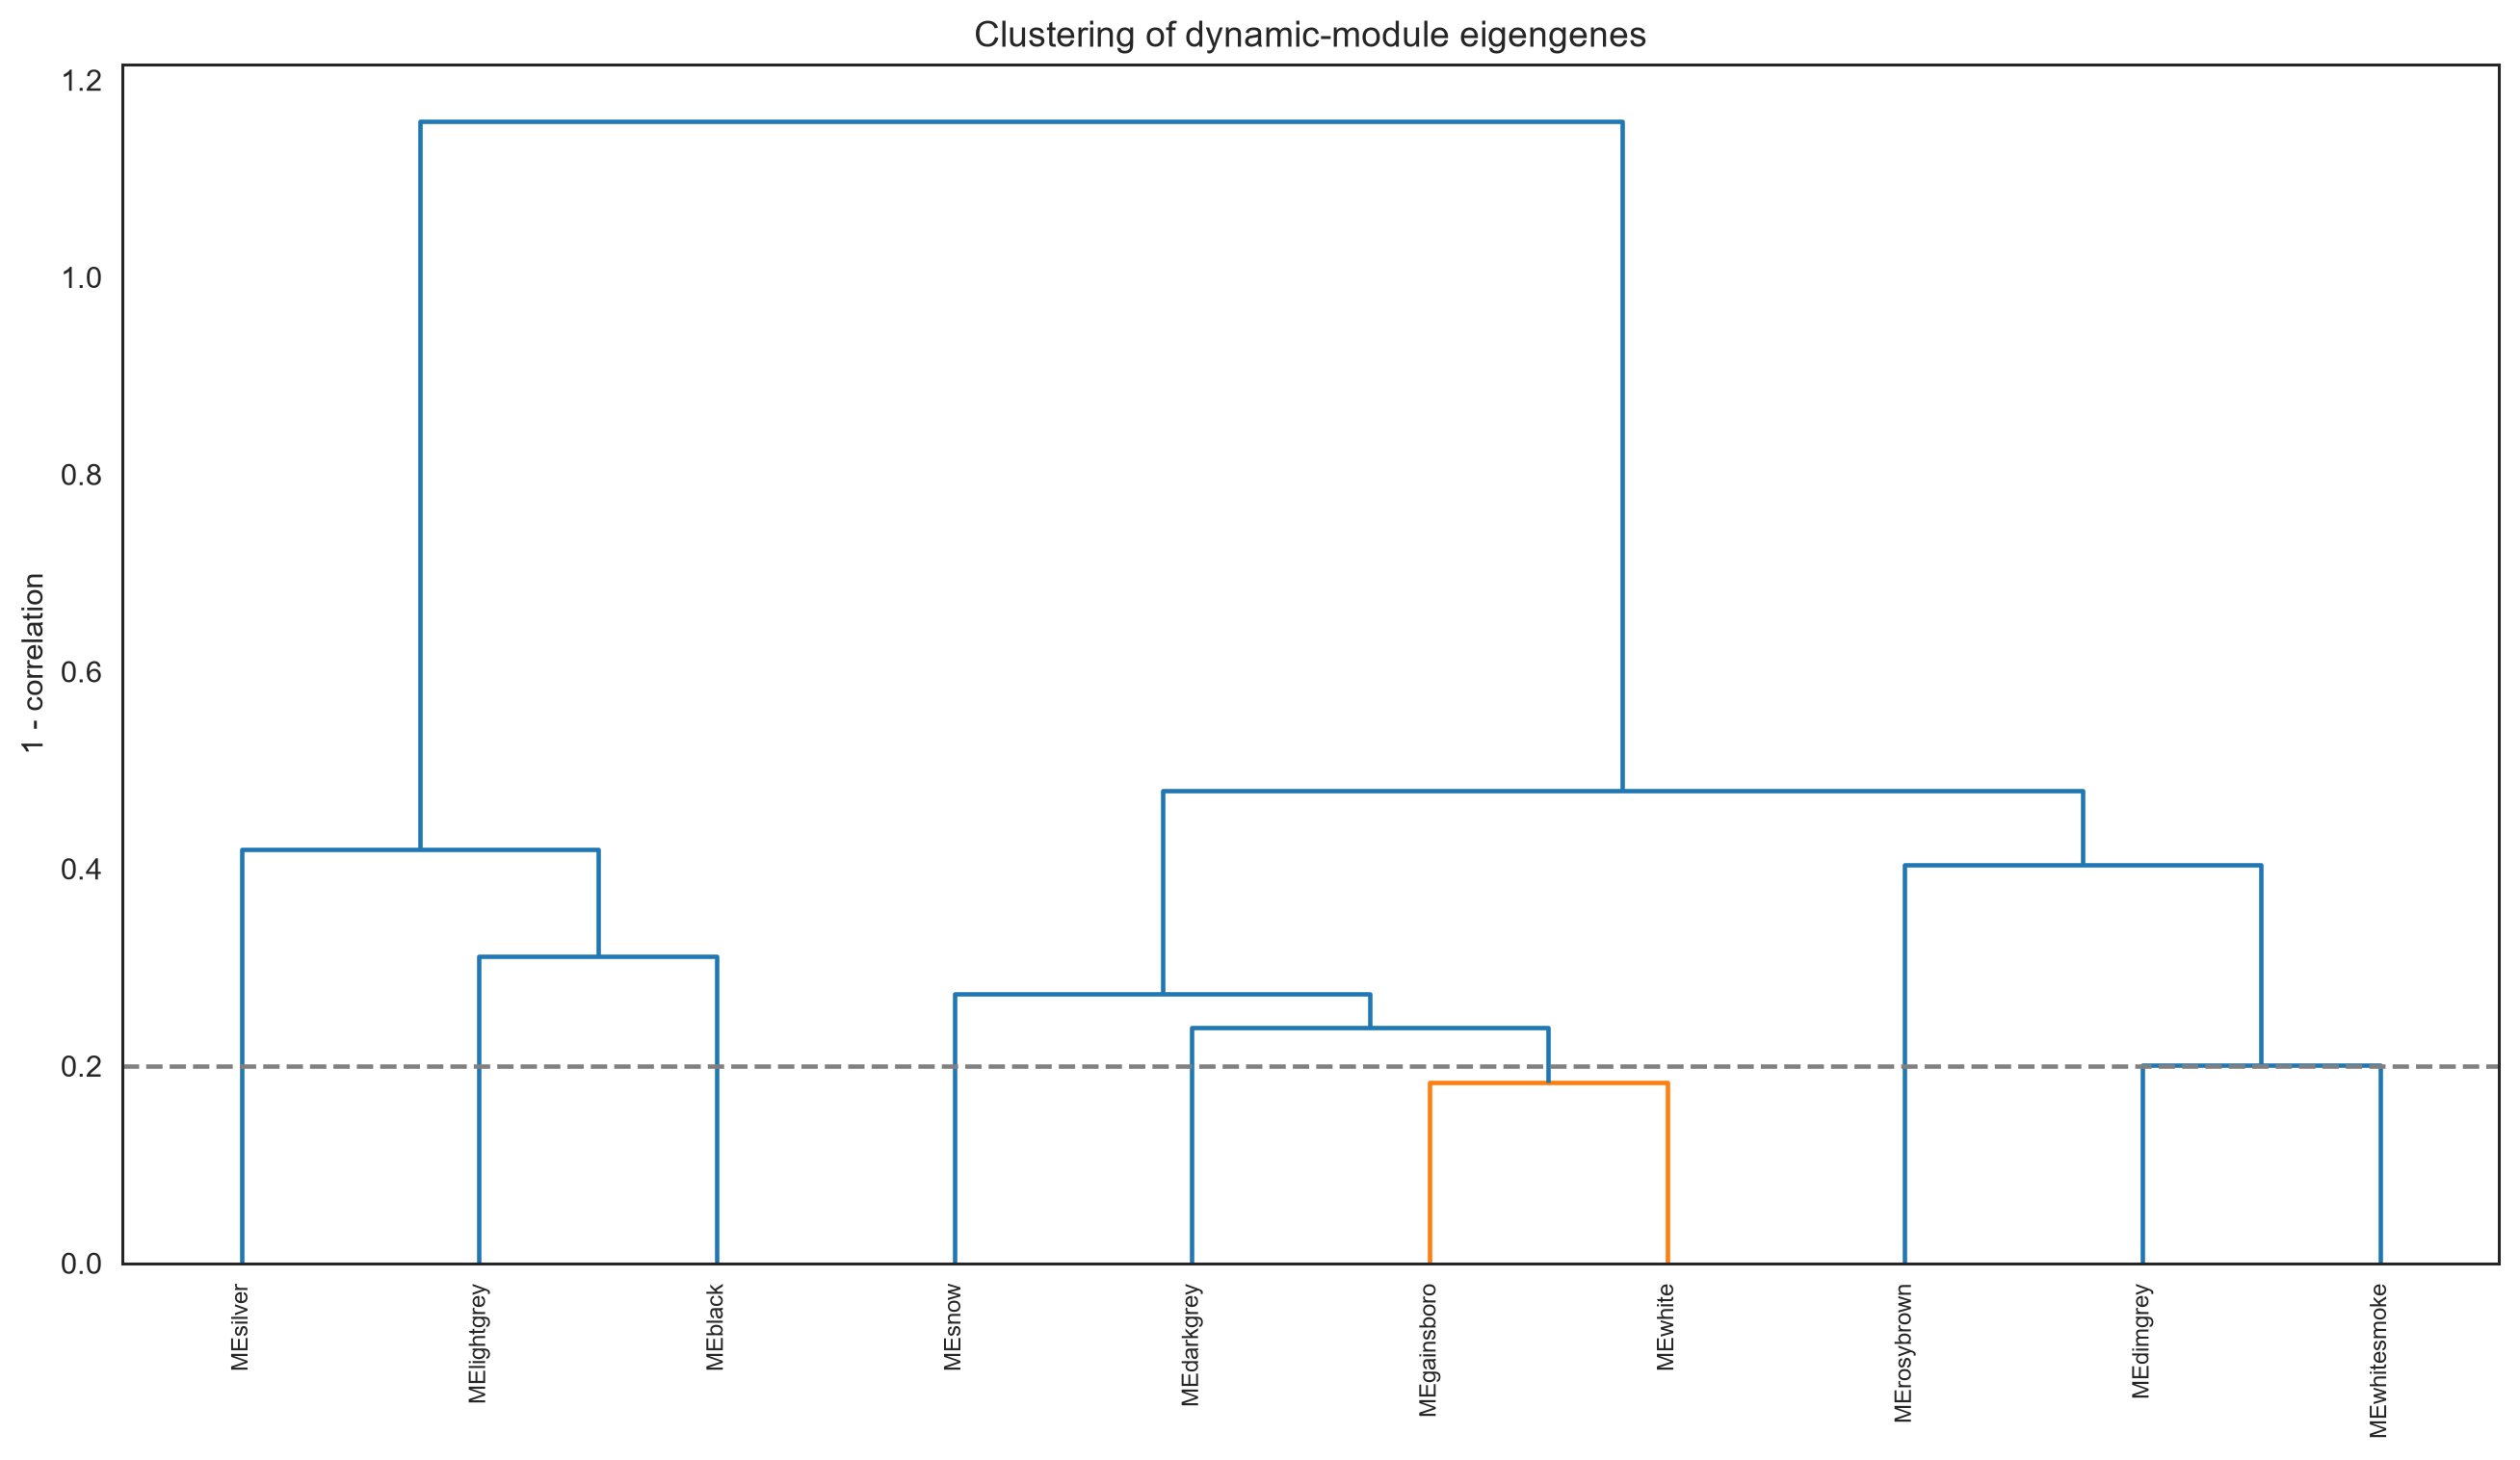 Clustering of dynamic-module eigengenes
1.2
1.0
0.8
0.6
0.4
0.2
0.0
1 - correlation
MEsilver
MElightgrey
MEblack
MEsnow
MEdarkgrey
MEgainsboro
MEwhite
MErosybrown
MEdimgrey
MEwhitesmoke